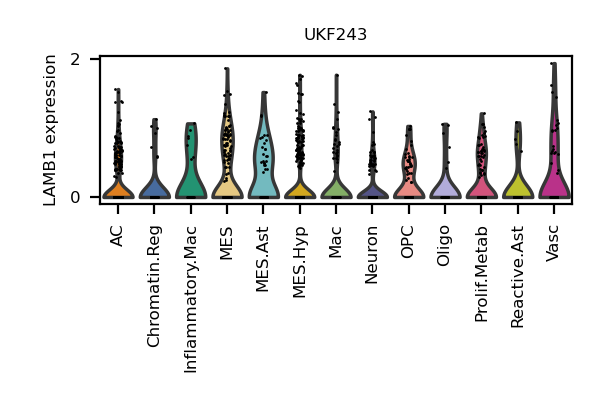 UKF243
LAMB1 expression
2
0
AC
Chromatin.Reg
Inflammatory.Mac
MES
MES.Ast
MES.Hyp
Mac
Neuron
OPC
Oligo
Prolif.Metab
Reactive.Ast
Vasc